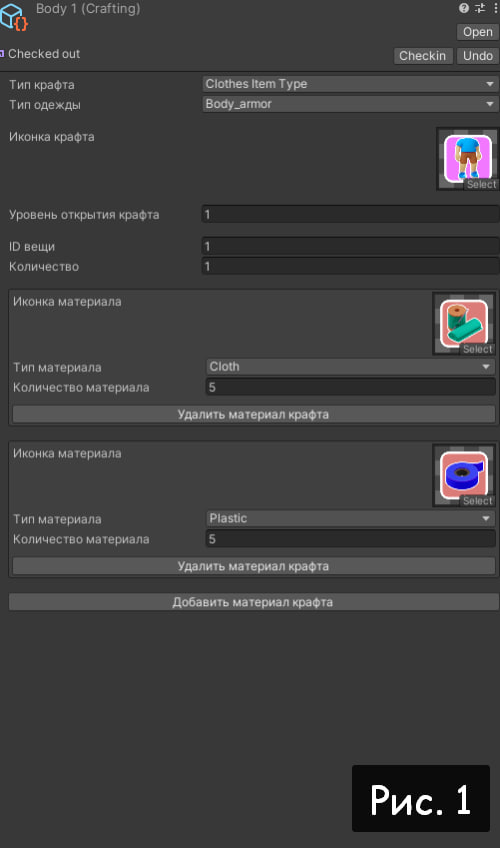 Body 1 (Crafting)
Open
Checked out
Checkin
Undo
Тип крафта
Clothes Item Type
Тип одежды
Body_armor
Иконка крафта
Select
Уровень открытия крафта
1
ID вещи
1
Количество
1
Иконка материала
Select
Тип материала
Cloth
Количество материала
5
Удалить материал крафта
Иконка материала
Select
Тип материала
Plastic
Количество материала
5
Удалить материал крафта
Добавить материал крафта
Рис. 1